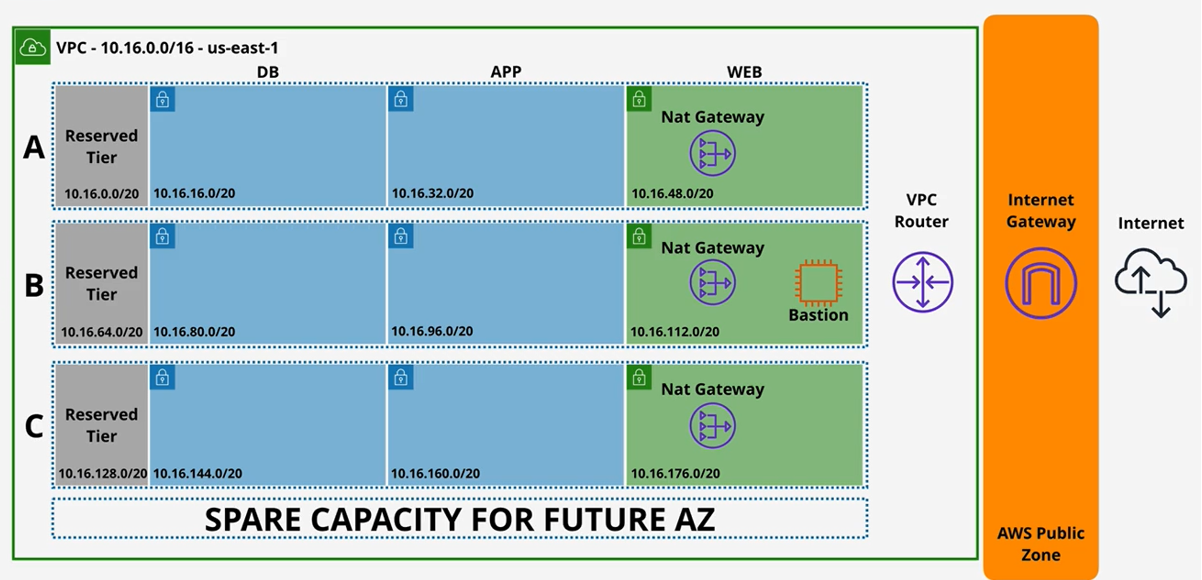 VPC - 10.16.0.0/16 - us-east-1
DB
APP
WEB
A
Reserved
Tier
10.16.0.0/20
10.16.16.0/20
10.16.32.0/20
Nat Gateway
10.16.48.0/20
B
Reserved
Tier
10.16.64.0/20
10.16.80.0/20
10.16.96.0/20
Nat Gateway
10.16.112.0/20
Bastion
C
Reserved
Tier
10.16.128.0/20
10.16.144.0/20
10.16.160.0/20
Nat Gateway
10.16.176.0/20
SPARE CAPACITY FOR FUTURE AZ
VPC
Router
Internet
Gateway
AWS Public
Zone
Internet